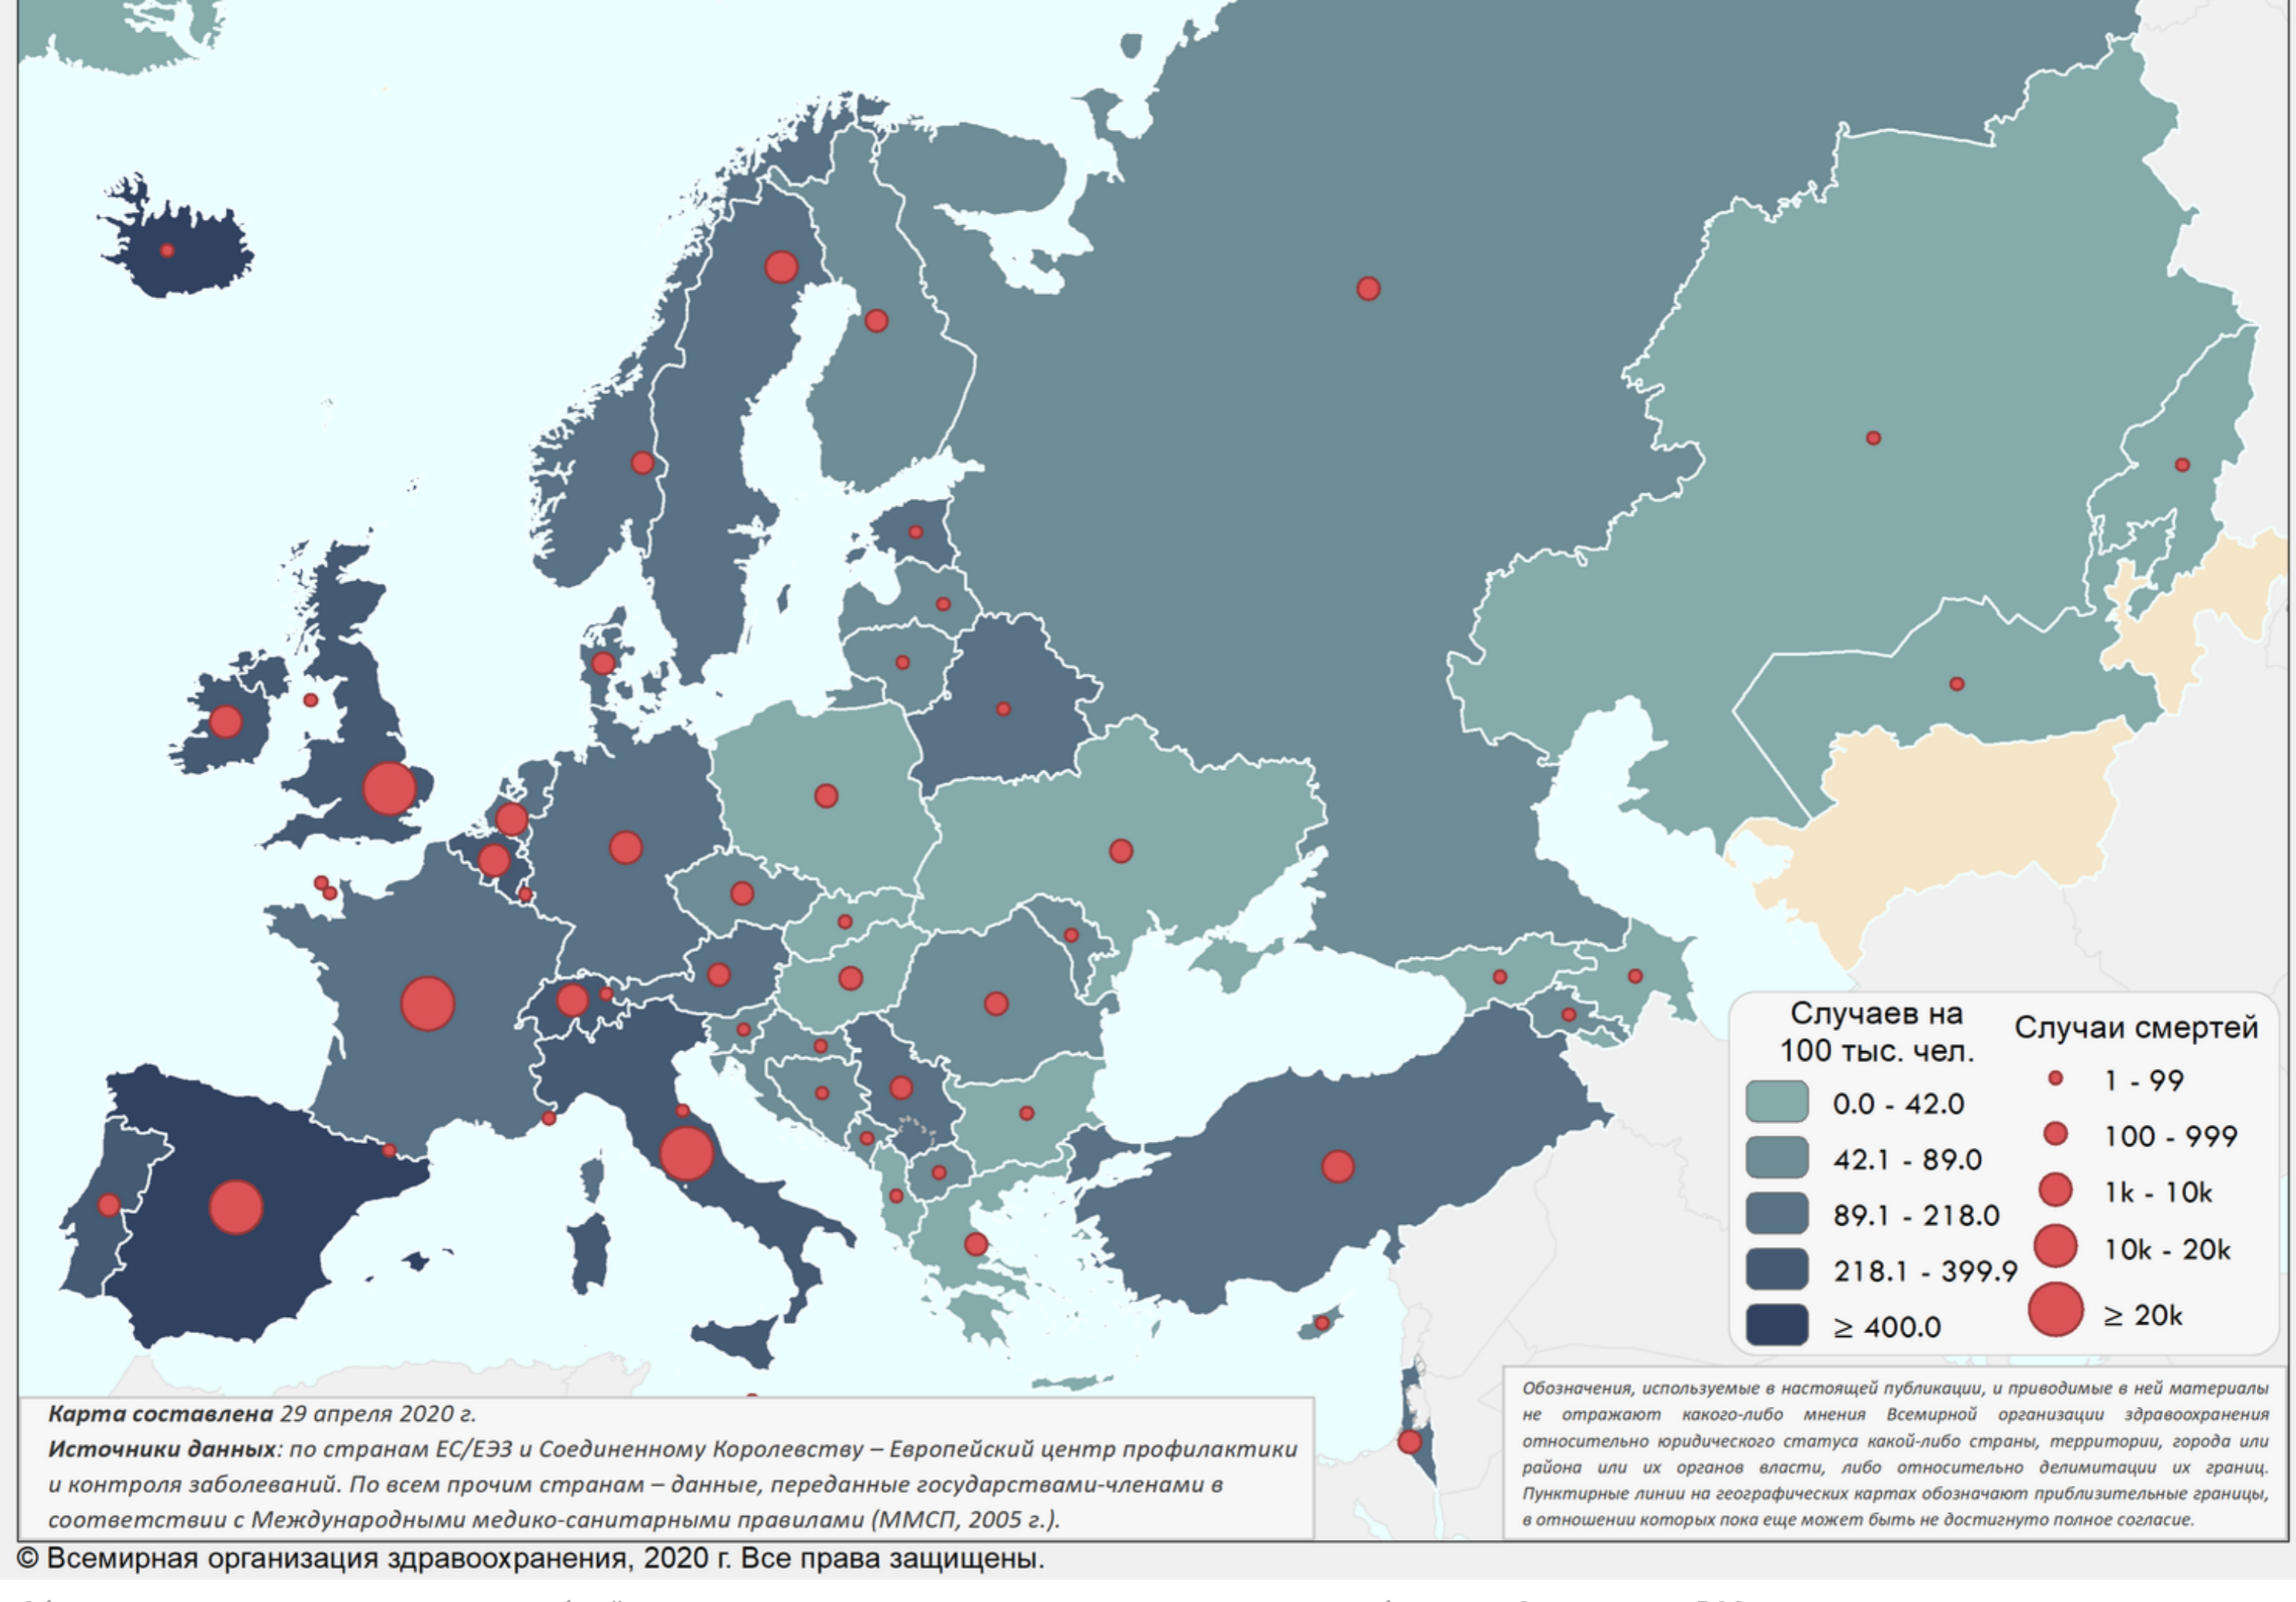 Случаев на
100 тыс. чел.
0.0 - 42.0
42.1 - 89.0
89.1 - 218.0
218.1 - 399.9
≥ 400.0
Случаи смертей
1 - 99
100 - 999
1k - 10k
10k - 20k
≥ 20k
Карта составлена 29 апреля 2020 г.
Источники данных: по странам ЕС/ЕЭЗ и Соединенному Королевству – Европейский центр профилактики
и контроля заболеваний. По всем прочим странам – данные, переданные государствами-членами в
соответствии с Международными медико-санитарными правилами (ММСП, 2005 г.).
Обозначения, используемые в настоящей публикации, и приводимые в ней материалы
не отражают какого-либо мнения Всемирной организации здравоохранения
относительно юридического статуса какой-либо страны, территории, города или
района или их органов власти, либо относительно делимитации их границ.
Пунктирные линии на географических картах обозначают приблизительные границы,
в отношении которых пока еще может быть не достигнуто полное согласие.
© Всемирная организация здравоохранения, 2020 г. Все права защищены.